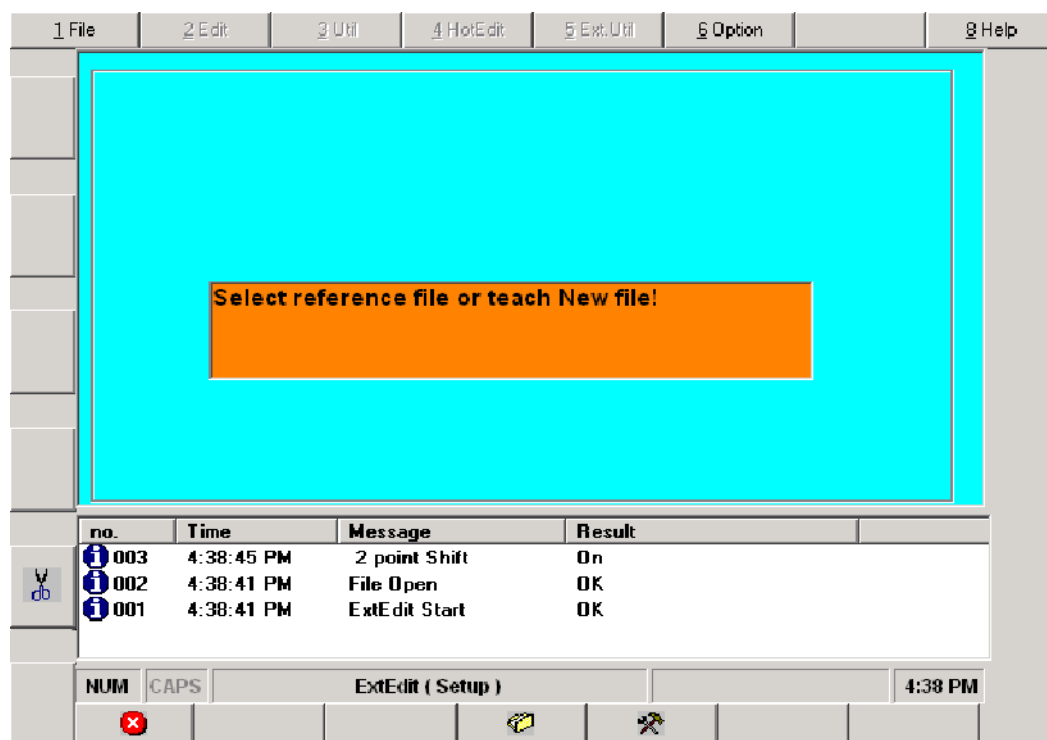 1 File 2 Edit 3 Util 4 HotEdit 5 Ext.Util 6 Option 8 Help
Select reference file or teach New file!
no. Time Message Result
003 4:38:45 PM 2 point Shift On
002 4:38:41 PM File Open OK
001 4:38:41 PM ExtEdit Start OK
NUM CAPS ExtEdit ( Setup ) 4:38 PM